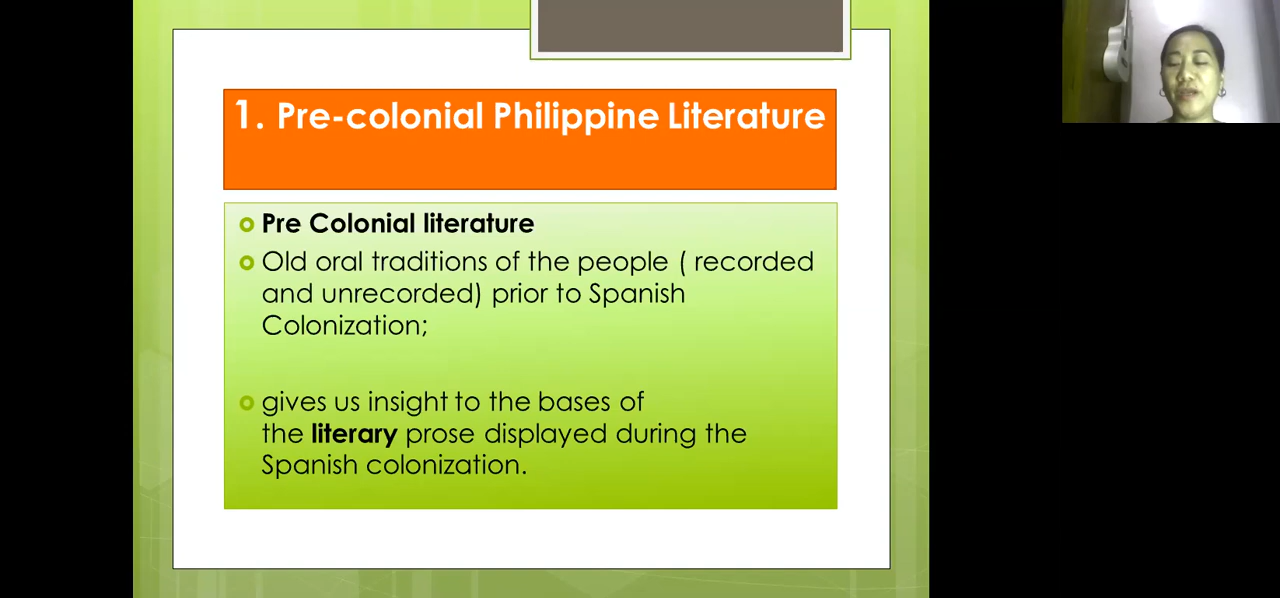 1. Pre-colonial Philippine Literature
Pre Colonial literature
Old oral traditions of the people ( recorded
and unrecorded) prior to Spanish
Colonization;
gives us insight to the bases of
the literary prose displayed during the
Spanish colonization.